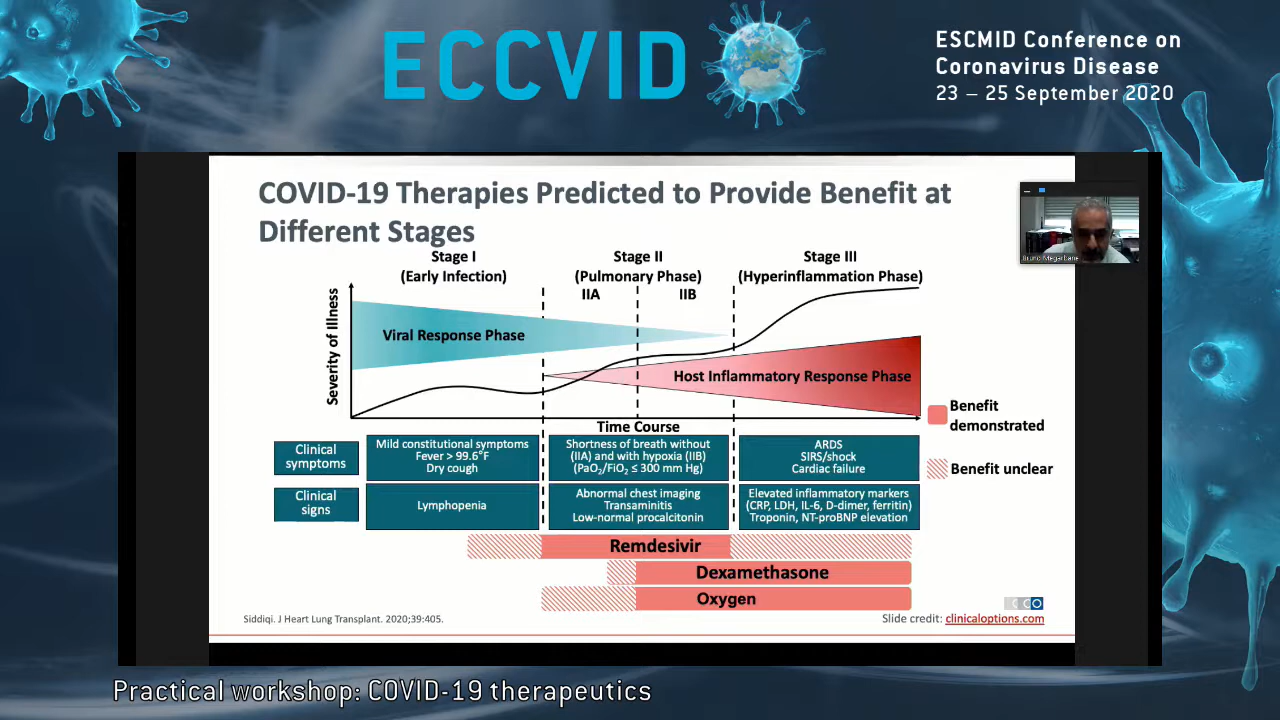 ECCVID
ESCMID Conference on
Coronavirus Disease
23 – 25 September 2020
COVID-19 Therapies Predicted to Provide Benefit at
Different Stages
Bruno Megarbane
Stage I
(Early Infection)
Stage II
(Pulmonary Phase)
IIA
IIB
Stage III
(Hyperinflammation Phase)
Severity of Illness
Viral Response Phase
Host Inflammatory Response Phase
Time Course
Benefit
demonstrated
Benefit unclear
Clinical
symptoms
Mild constitutional symptoms
Fever > 99.6°F
Dry cough
Shortness of breath without
(IIA) and with hypoxia (IIB)
(PaO₂/FiO₂ ≤ 300 mm Hg)
ARDS
SIRS/shock
Cardiac failure
Clinical
signs
Lymphopenia
Abnormal chest imaging
Transaminitis
Low-normal procalcitonin
Elevated inflammatory markers
(CRP, LDH, IL-6, D-dimer, ferritin)
Troponin, NT-proBNP elevation
Remdesivir
Dexamethasone
Oxygen
CCO
Siddiqi. J Heart Lung Transplant. 2020;39:405.
Slide credit: clinicaloptions.com
Practical workshop: COVID-19 therapeutics